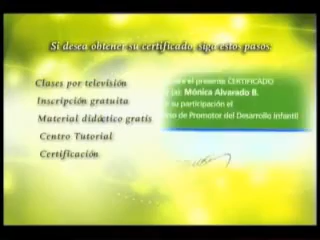 Si desea obtener su certificado, siga estos pasos:
Clases por televisión
Inscripción gratuita
Material didáctico gratis
Centro Tutorial
Certificación
el presente CERTIFICADO
(a): Mónica Alvarado B.
su participación el
de Promotor del Desarrollo Infantil